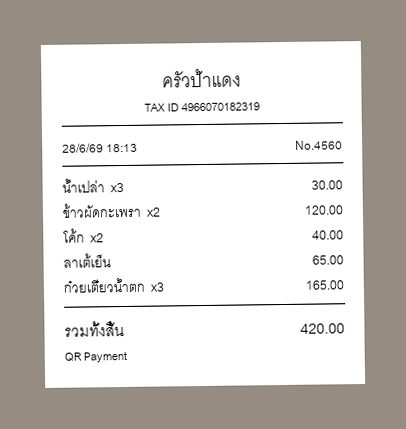 ครัวป้าแดง
TAX ID 4966070182319
28/6/69 18:13 No.4560
น้ำเปล่า x3 30.00
ข้าวผัดกะเพรา x2 120.00
โค้ก x2 40.00
ลาเต้เย็น 65.00
ก๋วยเตี๋ยวน้ำตก x3 165.00
รวมทั้งสิ้น 420.00
QR Payment